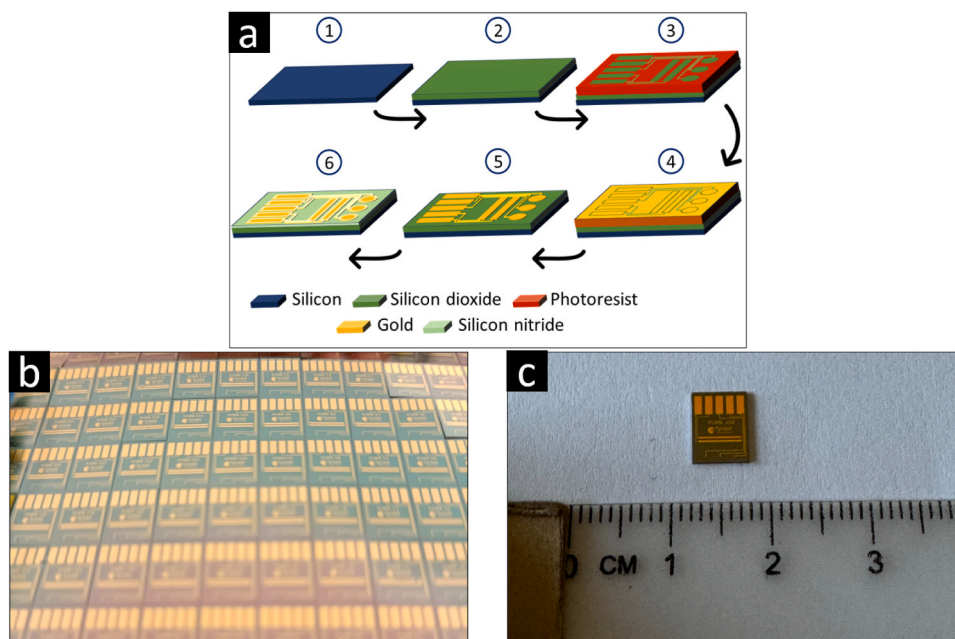 a
1
2
3
6
5
4
Silicon
Silicon dioxide
Photoresist
Gold
Silicon nitride
b
c
0 CM 1 2 3